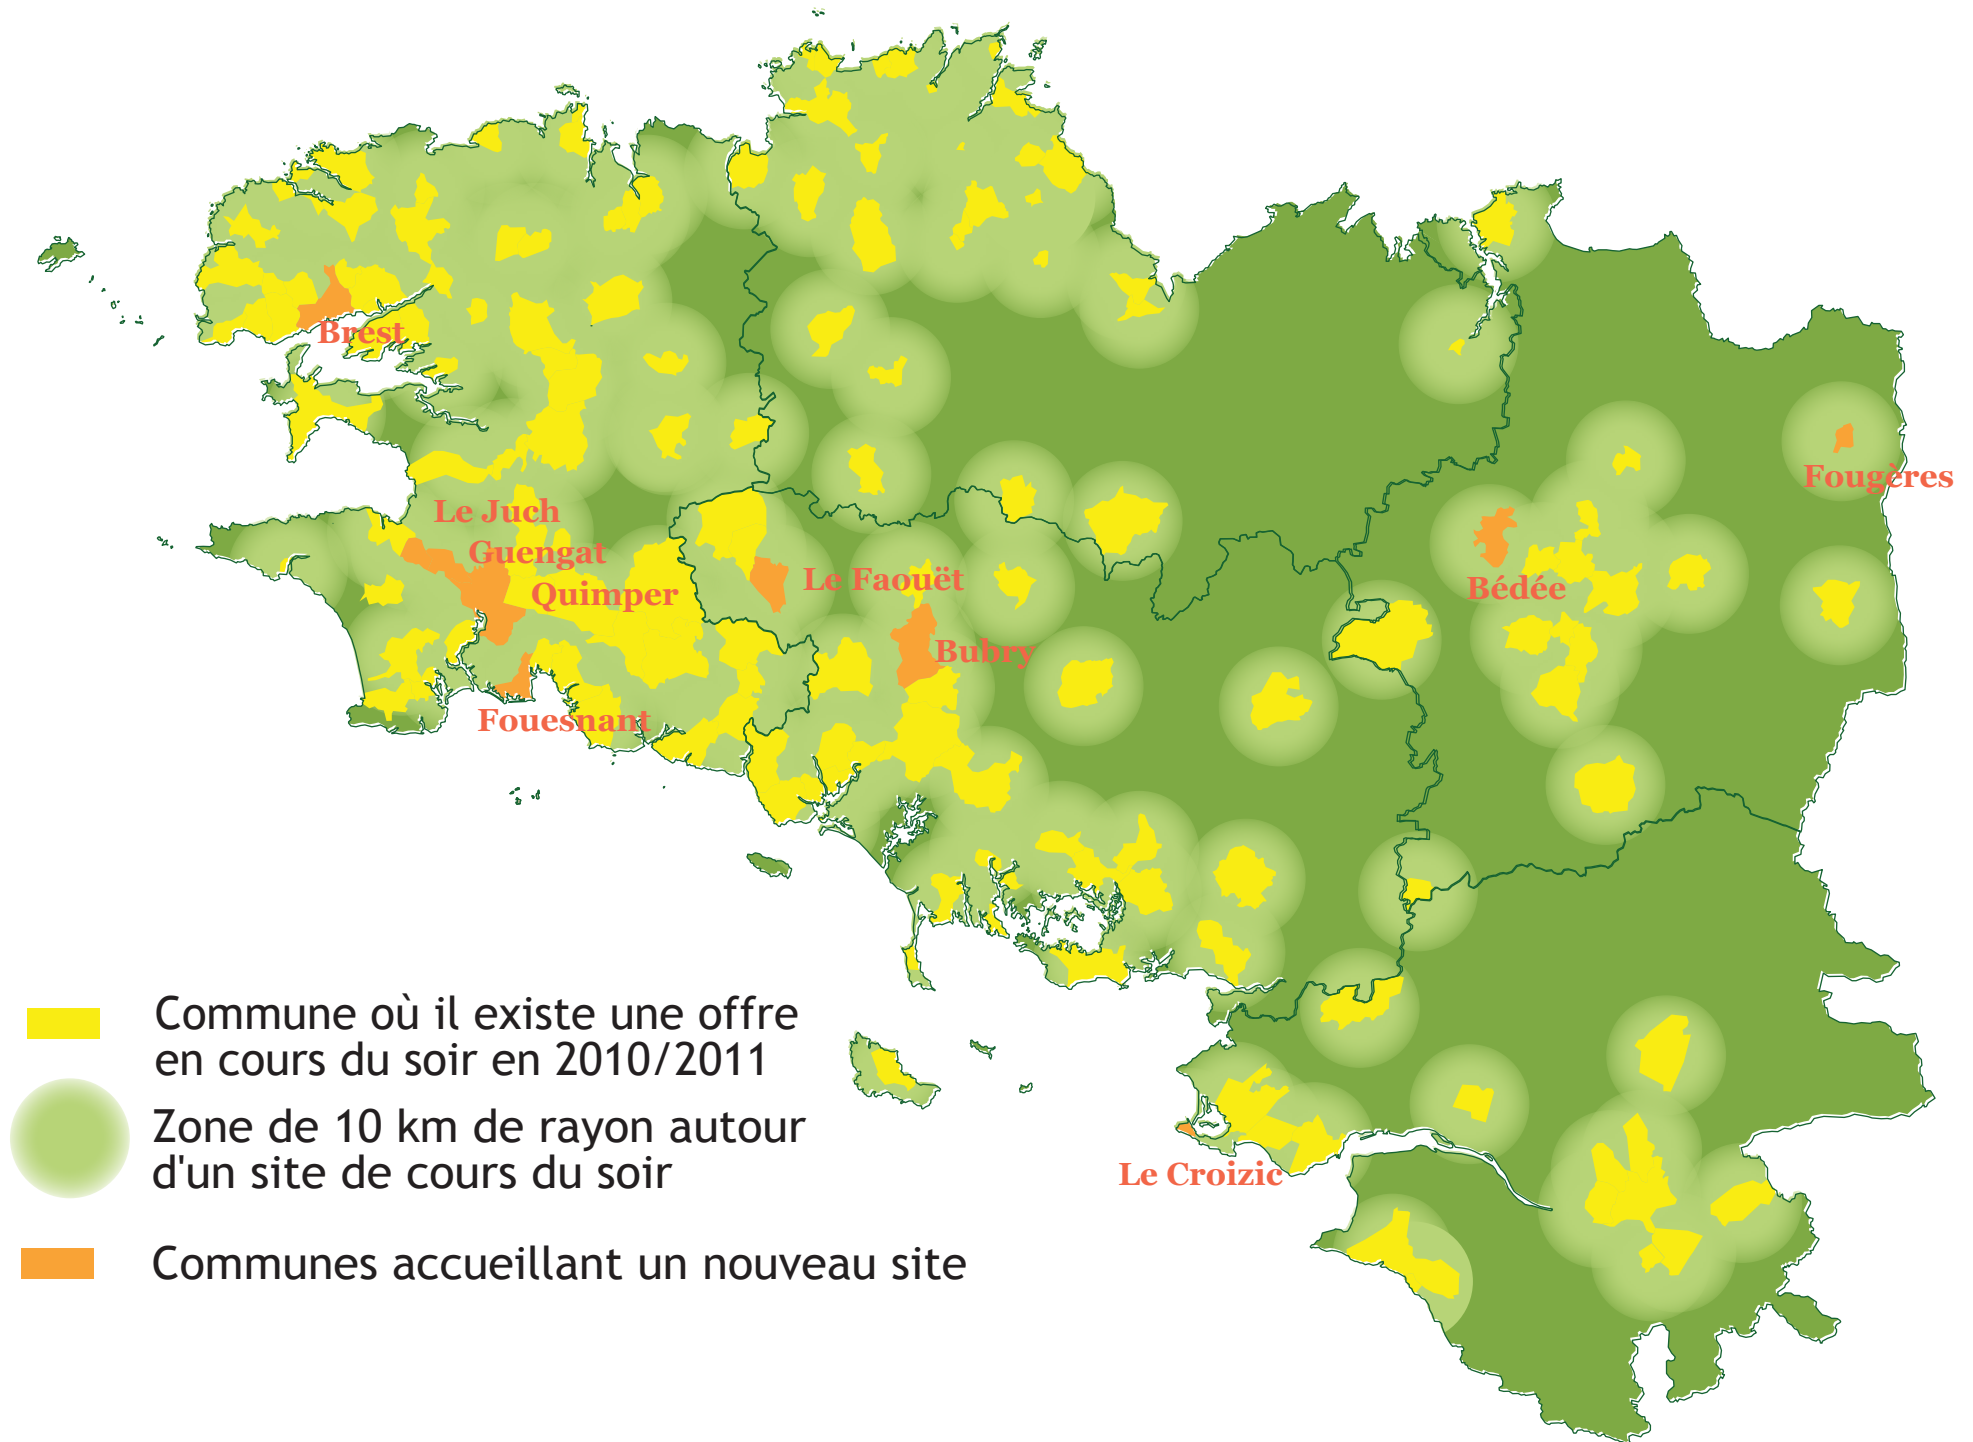 Brest
Fougères
Le Juch
Guengat
Le Faouët
Bédée
Quimper
Bubry
Fouesnant
Commune où il existe une offre
en cours du soir en 2010/2011
Zone de 10 km de rayon autour
d'un site de cours du soir
Le Croizic
Communes accueillant un nouveau site